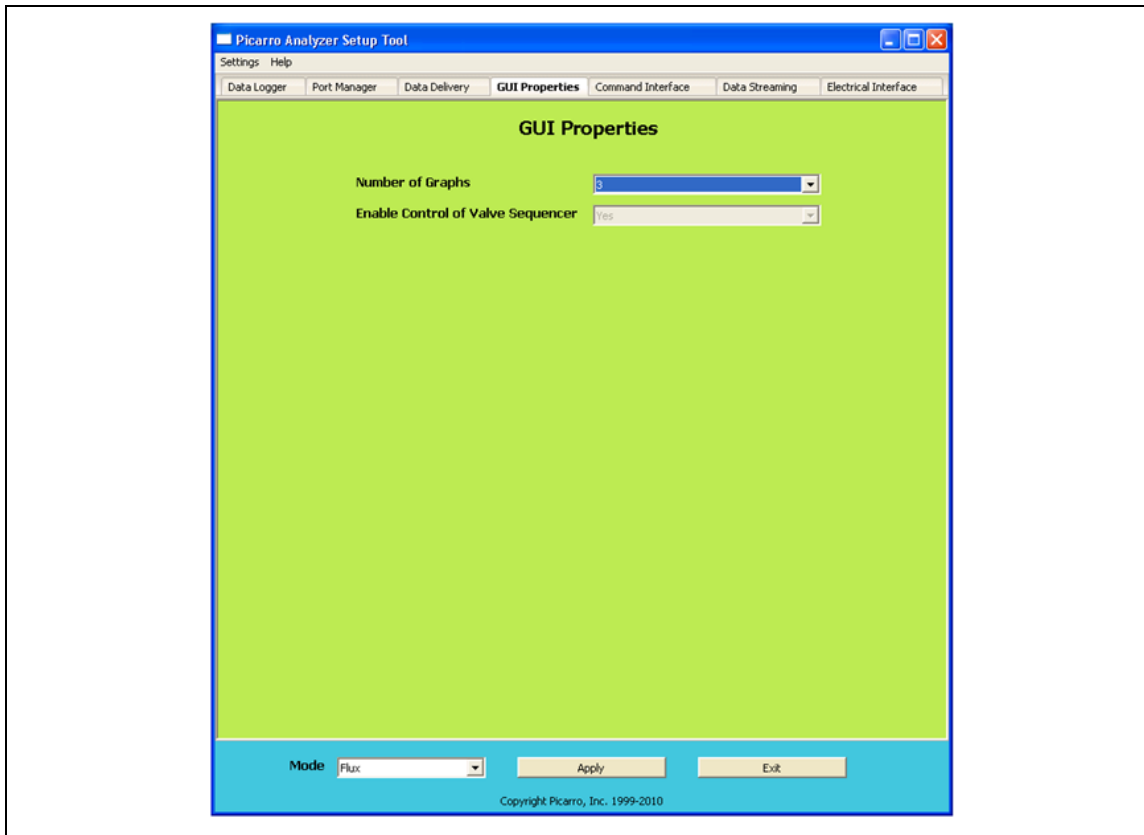 Picarro Analyzer Setup Tool
Settings Help
Data Logger Port Manager Data Delivery GUI Properties Command Interface Data Streaming Electrical Interface
GUI Properties
Number of Graphs 3
Enable Control of Valve Sequencer Yes
Mode Flux Apply Exit
Copyright Picarro, Inc. 1999-2010